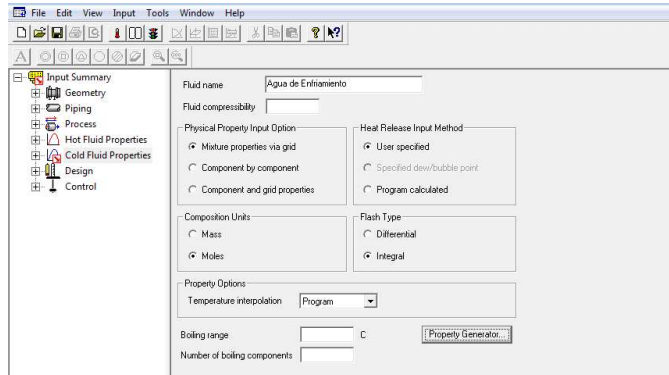 File Edit View Input Tools Window Help
Input Summary
Geometry
Piping
Process
Hot Fluid Properties
Cold Fluid Properties
Design
Control
Fluid name Agua de Enfriamiento
Fluid compressibility
Physical Property Input Option
Mixture properties via grid
Component by component
Component and grid properties
Heat Release Input Method
User specified
Specified dew/bubble point
Program calculated
Composition Units
Mass
Moles
Flash Type
Differential
Integral
Property Options
Temperature interpolation Program
Boiling range C Property Generator...
Number of boiling components